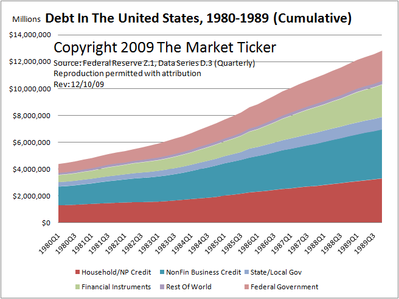 Millions Debt In The United States, 1980-1989 (Cumulative)
$14,000,000
Copyright 2009 The Market Ticker
Source: Federal Reserve Z.1, Data Series D.3 (Quarterly)
Reproduction permitted with attribution
Rev:12/10/09
$12,000,000
$10,000,000
$8,000,000
$6,000,000
$4,000,000
$2,000,000
$0
1980Q1 1980Q3 1981Q1 1981Q3 1982Q1 1982Q3 1983Q1 1983Q3 1984Q1 1984Q3 1985Q1 1985Q3 1986Q1 1986Q3 1987Q1 1987Q3 1988Q1 1988Q3 1989Q1 1989Q3
Household/NP Credit NonFin Business Credit State/Local Gov
Financial Instruments Rest Of World Federal Government